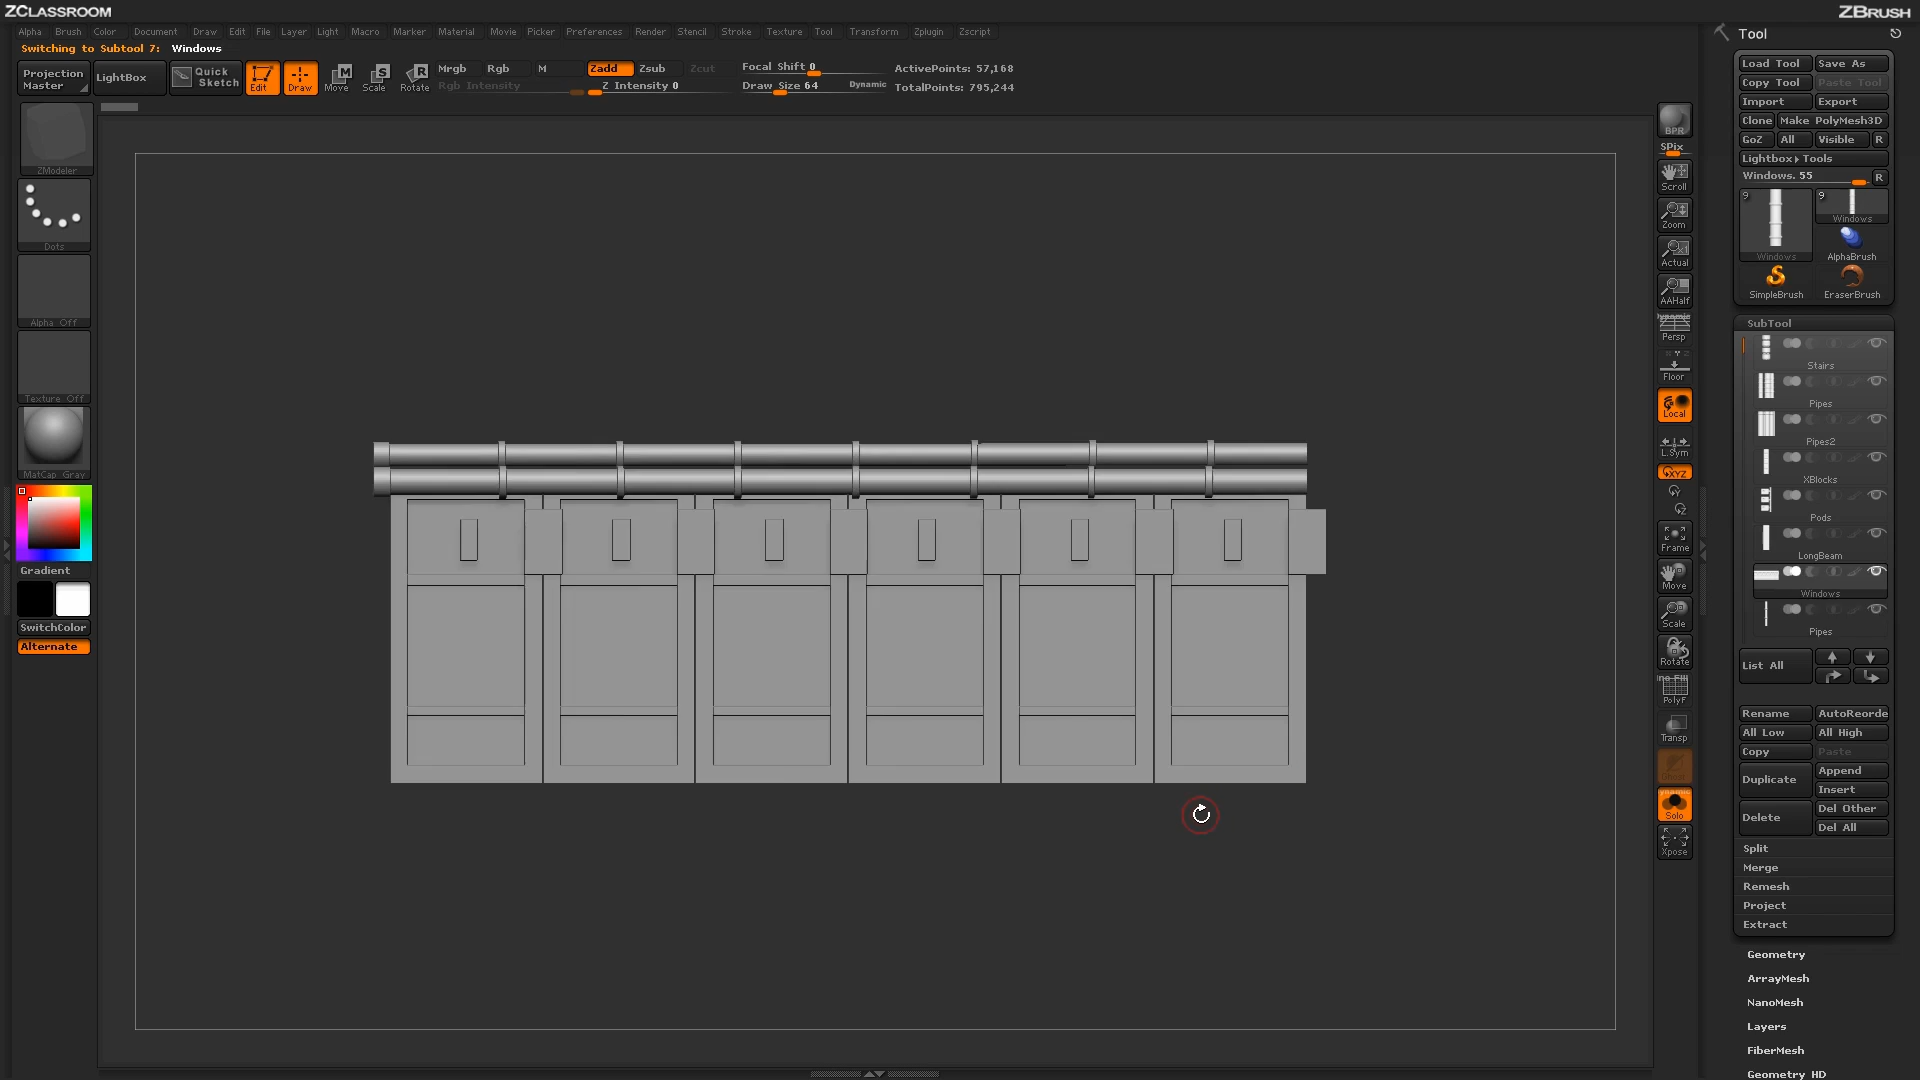 ZCLASSROOM
ZBRUSH
Alpha Brush Color Document Draw Edit File Layer Light Macro Marker Material Movie Picker Preferences Render Stencil Stroke Texture Tool Transform Zplugin Zscript
Switching to Subtool 7: Windows
Projection Master
LightBox
Quick Sketch
Edit
Draw
Move
Scale
Rotate
Mrgb Rgb M
Rgb Intensity
Zadd Zsub Zcut
Z Intensity 0
Focal Shift 0
Draw Size 64 Dynamic
ActivePoints: 57,168
TotalPoints: 795,244
ZModeler
Dots
Alpha Off
Texture Off
MatCap Gray
Gradient
SwitchColor
Alternate
BPR
SPix
Scroll
Zoom
Actual
AAHalf
Dynamic
Persp
Floor
Local
L.Sym
XYZ
Frame
Move
Scale
Rotate
PolyF
Transp
Ghost
Solo
Xpose
Tool
Load Tool Save As
Copy Tool Paste Tool
Import Export
Clone Make PolyMesh3D
GoZ All Visible R
Lightbox▸Tools
Windows. 55 R
9
Windows
9
Windows
AlphaBrush
SimpleBrush
EraserBrush
SubTool
Stairs
Pipes
Pipes2
XBlocks
Pods
LongBeam
Windows
Pipes
List All
Rename AutoReorde
All Low All High
Copy Paste
Duplicate Append
Insert
Delete Del Other
Del All
Split
Merge
Remesh
Project
Extract
Geometry
ArrayMesh
NanoMesh
Layers
FiberMesh
Geometry HD